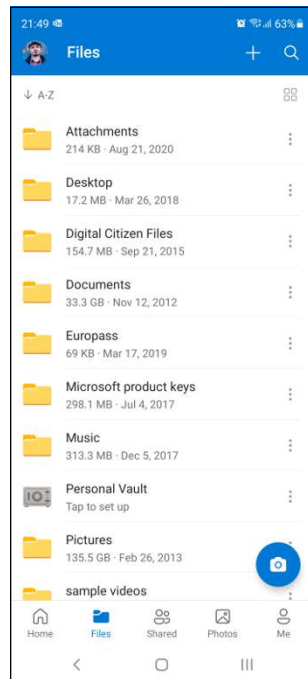 21:49 63%
Files
A-Z
Attachments
214 KB · Aug 21, 2020
Desktop
17.2 MB · Mar 26, 2018
Digital Citizen Files
154.7 MB · Sep 21, 2015
Documents
33.3 GB · Nov 12, 2012
Europass
69 KB · Mar 17, 2019
Microsoft product keys
298.1 MB · Jul 4, 2017
Music
313.3 MB · Dec 5, 2017
Personal Vault
Tap to set up
Pictures
135.5 GB · Feb 26, 2013
sample videos
Home Files Shared Photos Me